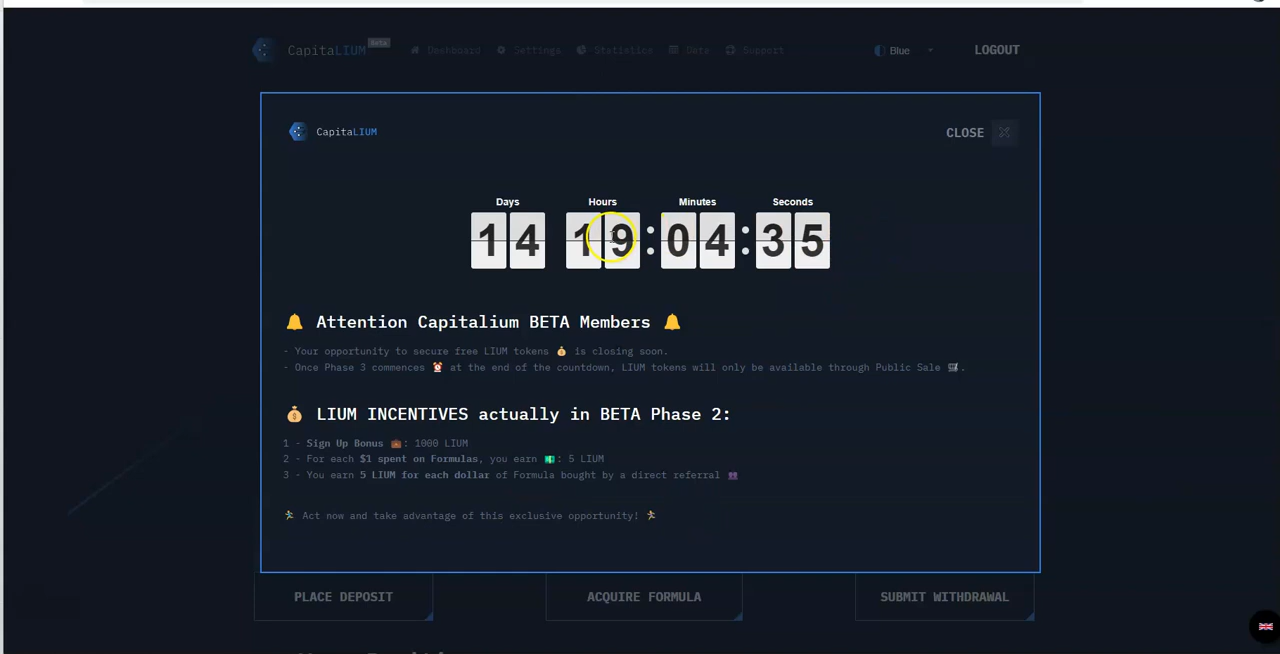 CapitaLIUM Beta Dashboard Settings Statistics Data Support Blue LOGOUT
CapitaLIUM CLOSE
Days Hours Minutes Seconds
14 19:04:35
Attention Capitalium BETA Members
- Your opportunity to secure free LIUM tokens is closing soon.
- Once Phase 3 commences at the end of the countdown, LIUM tokens will only be available through Public Sale .
LIUM INCENTIVES actually in BETA Phase 2:
1 - Sign Up Bonus : 1000 LIUM
2 - For each $1 spent on Formulas, you earn : 5 LIUM
3 - You earn 5 LIUM for each dollar of Formula bought by a direct referral
Act now and take advantage of this exclusive opportunity!
PLACE DEPOSIT ACQUIRE FORMULA SUBMIT WITHDRAWAL